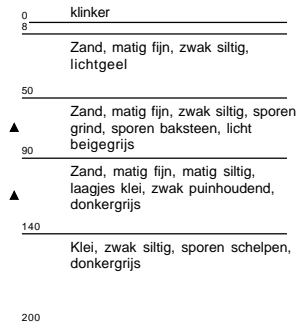 0 klinker
8
Zand, matig fijn, zwak siltig,
lichtgeel
50
Zand, matig fijn, zwak siltig, sporen
grind, sporen baksteen, licht
beigegrijs
90
Zand, matig fijn, matig siltig,
laagjes klei, zwak puinhoudend,
donkergrijs
140
Klei, zwak siltig, sporen schelpen,
donkergrijs
200